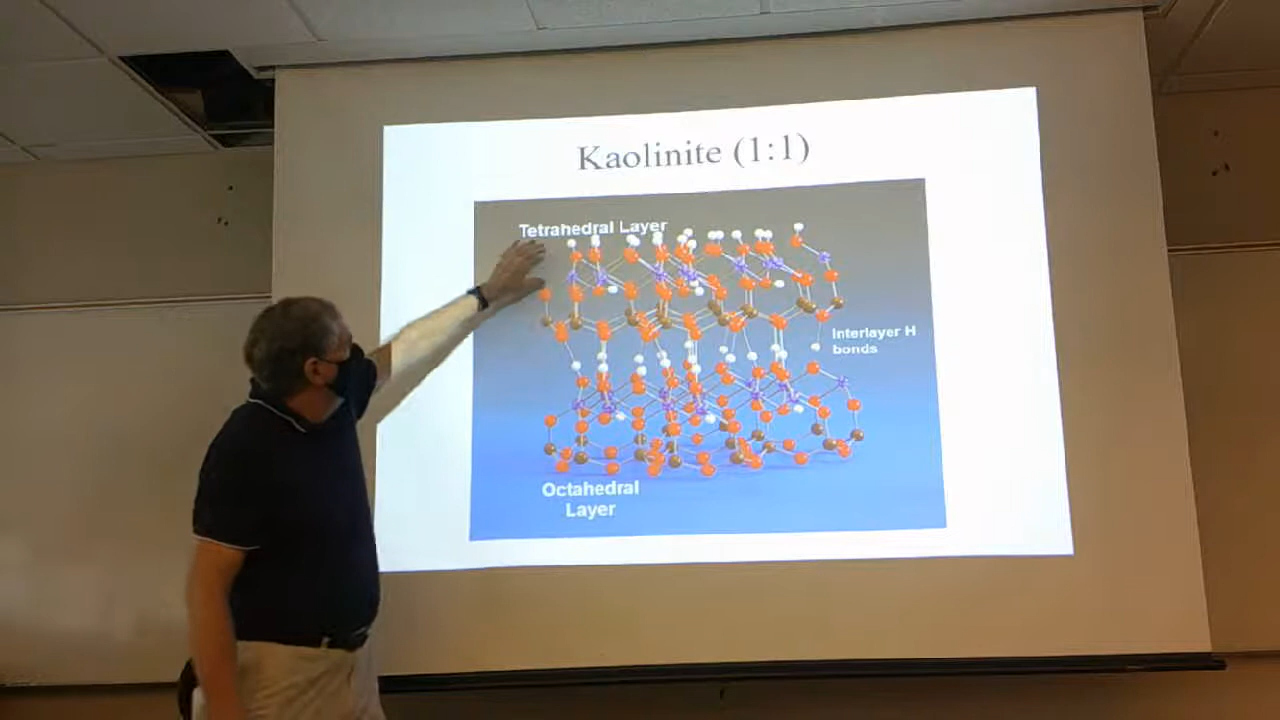 Kaolinite (1:1)
Tetrahedral Layer
Interlayer H
bonds
Octahedral
Layer